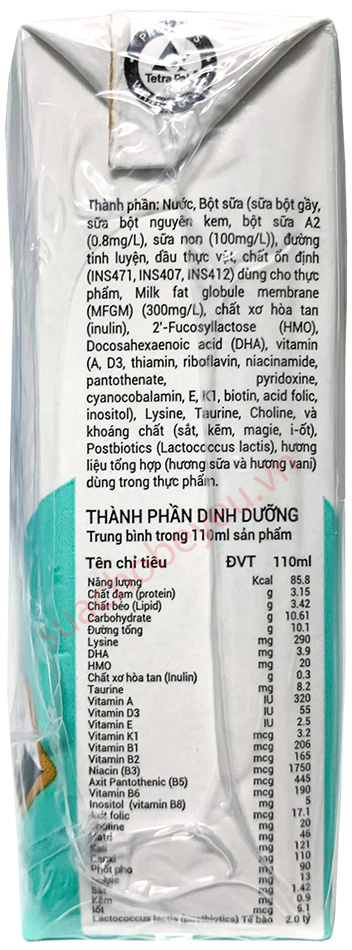 Tetra Pak
Thành phần: Nước, Bột sữa (sữa bột gầy,
sữa bột nguyên kem, bột sữa A2
(0.8mg/L), sữa non (100mg/L)), đường
tinh luyện, dầu thực vật, chất ổn định
(INS471, INS407, INS412) dùng cho thực
phẩm, Milk fat globule membrane
(MFGM) (300mg/L), chất xơ hòa tan
(inulin), 2'-Fucosyllactose (HMO),
Docosahexaenoic acid (DHA), vitamin
(A, D3, thiamin, riboflavin, niacinamide,
pantothenate, pyridoxine,
cyanocobalamin, E, K1, biotin, acid folic,
inositol), Lysine, Taurine, Choline, và
khoáng chất (sắt, kẽm, magie, i-ốt),
Postbiotics (Lactococcus lactis), hương
liệu tổng hợp (hương sữa và hương vani)
dùng trong thực phẩm.
THÀNH PHẦN DINH DƯỠNG
Trung bình trong 110ml sản phẩm
Tên chỉ tiêu ĐVT 110ml
Năng lượng Kcal 85.8
Chất đạm (protein) g 3.15
Chất béo (Lipid) g 3.42
Carbohydrate g 10.61
Đường tổng g 10.1
Lysine mg 290
DHA mg 3.9
HMO mg 20
Chất xơ hòa tan (Inulin) g 0.3
Taurine mg 8.2
Vitamin A IU 320
Vitamin D3 IU 55
Vitamin E IU 2.5
Vitamin K1 mcg 3.2
Vitamin B1 mcg 206
Vitamin B2 mcg 165
Niacin (B3) mcg 1750
Axit Pantothenic (B5) mcg 445
Vitamin B6 mcg 190
Inositol (vitamin B8) mg 5
Axit folic mcg 17.1
Choline mg 20
Natri mg 46
Kali mg 121
Canxi mg 110
Phốt pho mg 90
mg 13
Sắt mg 1.42
Kẽm mg 0.9
Iốt mcg 6.1
Lactococcus lactis (postbiotics) Tế bào 2.0 tỷ
suachobeyeu.vn